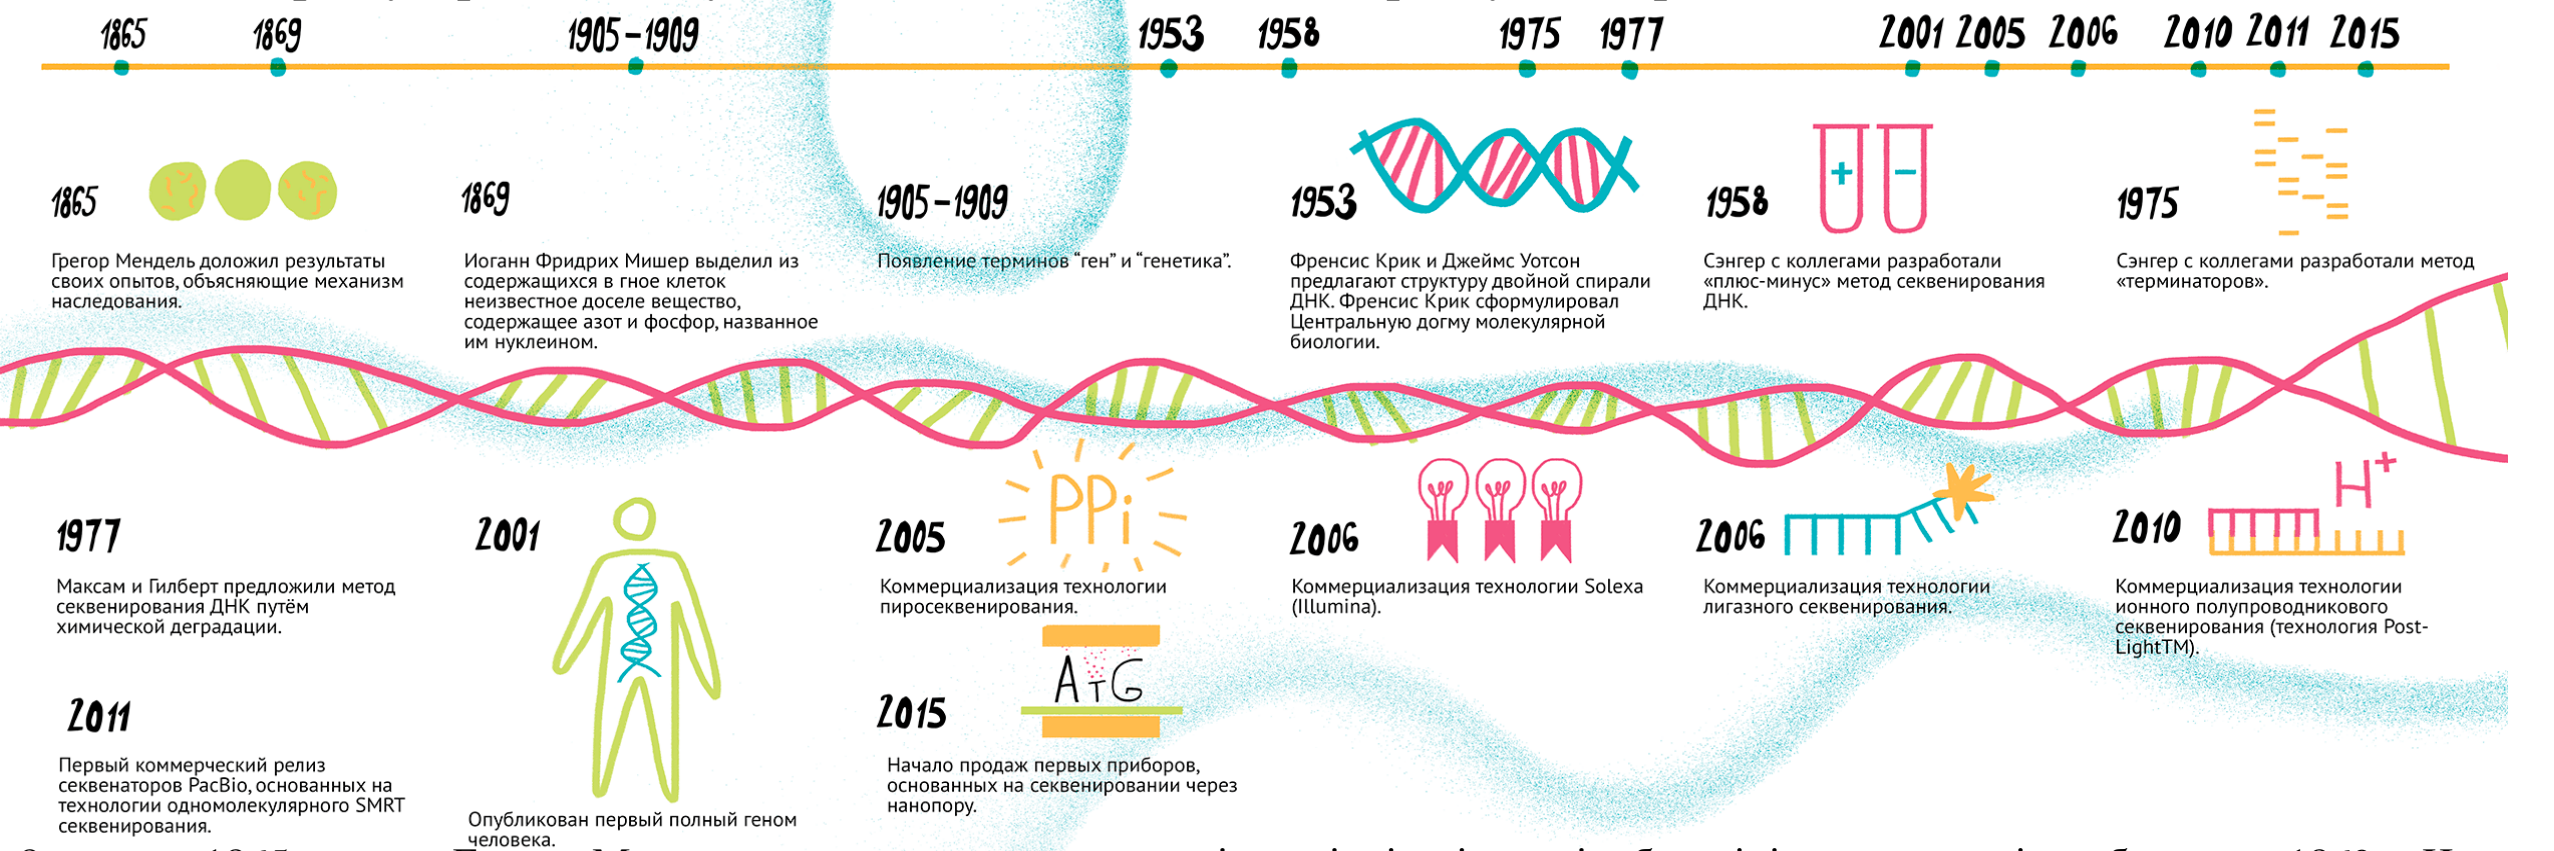 1865 1869 1905–1909 1953 1958 1975 1977 2001 2005 2006 2010 2011 2015
1865
Грегор Мендель доложил результаты
своих опытов, объясняющие механизм
наследования.
1869
Иоганн Фридрих Мишер выделил из
содержащихся в гное клеток
неизвестное доселе вещество,
содержащее азот и фосфор, названное
им нуклеином.
1905–1909
Появление терминов “ген” и “генетика”.
1953
Френсис Крик и Джеймс Уотсон
предлагают структуру двойной спирали
ДНК. Френсис Крик сформулировал
Центральную догму молекулярной
биологии.
1958
+ −
Сэнгер с коллегами разработали
«плюс-минус» метод секвенирования
ДНК.
1975
Сэнгер с коллегами разработали метод
«терминаторов».
1977
Максам и Гилберт предложили метод
секвенирования ДНК путём
химической деградации.
2001
Опубликован первый полный геном
человека.
2005
PPi
Коммерциализация технологии
пиросеквенирования.
2006
Коммерциализация технологии Solexa
(Illumina).
2006
Коммерциализация технологии
лигазного секвенирования.
2010
H+
Коммерциализация технологии
ионного полупроводникового
секвенирования (технология Post-
LightTM).
2011
Первый коммерческий релиз
секвенаторов PacBio, основанных на
технологии одномолекулярного SMRT
секвенирования.
2015
ATG
Начало продаж первых приборов,
основанных на секвенировании через
нанопору.